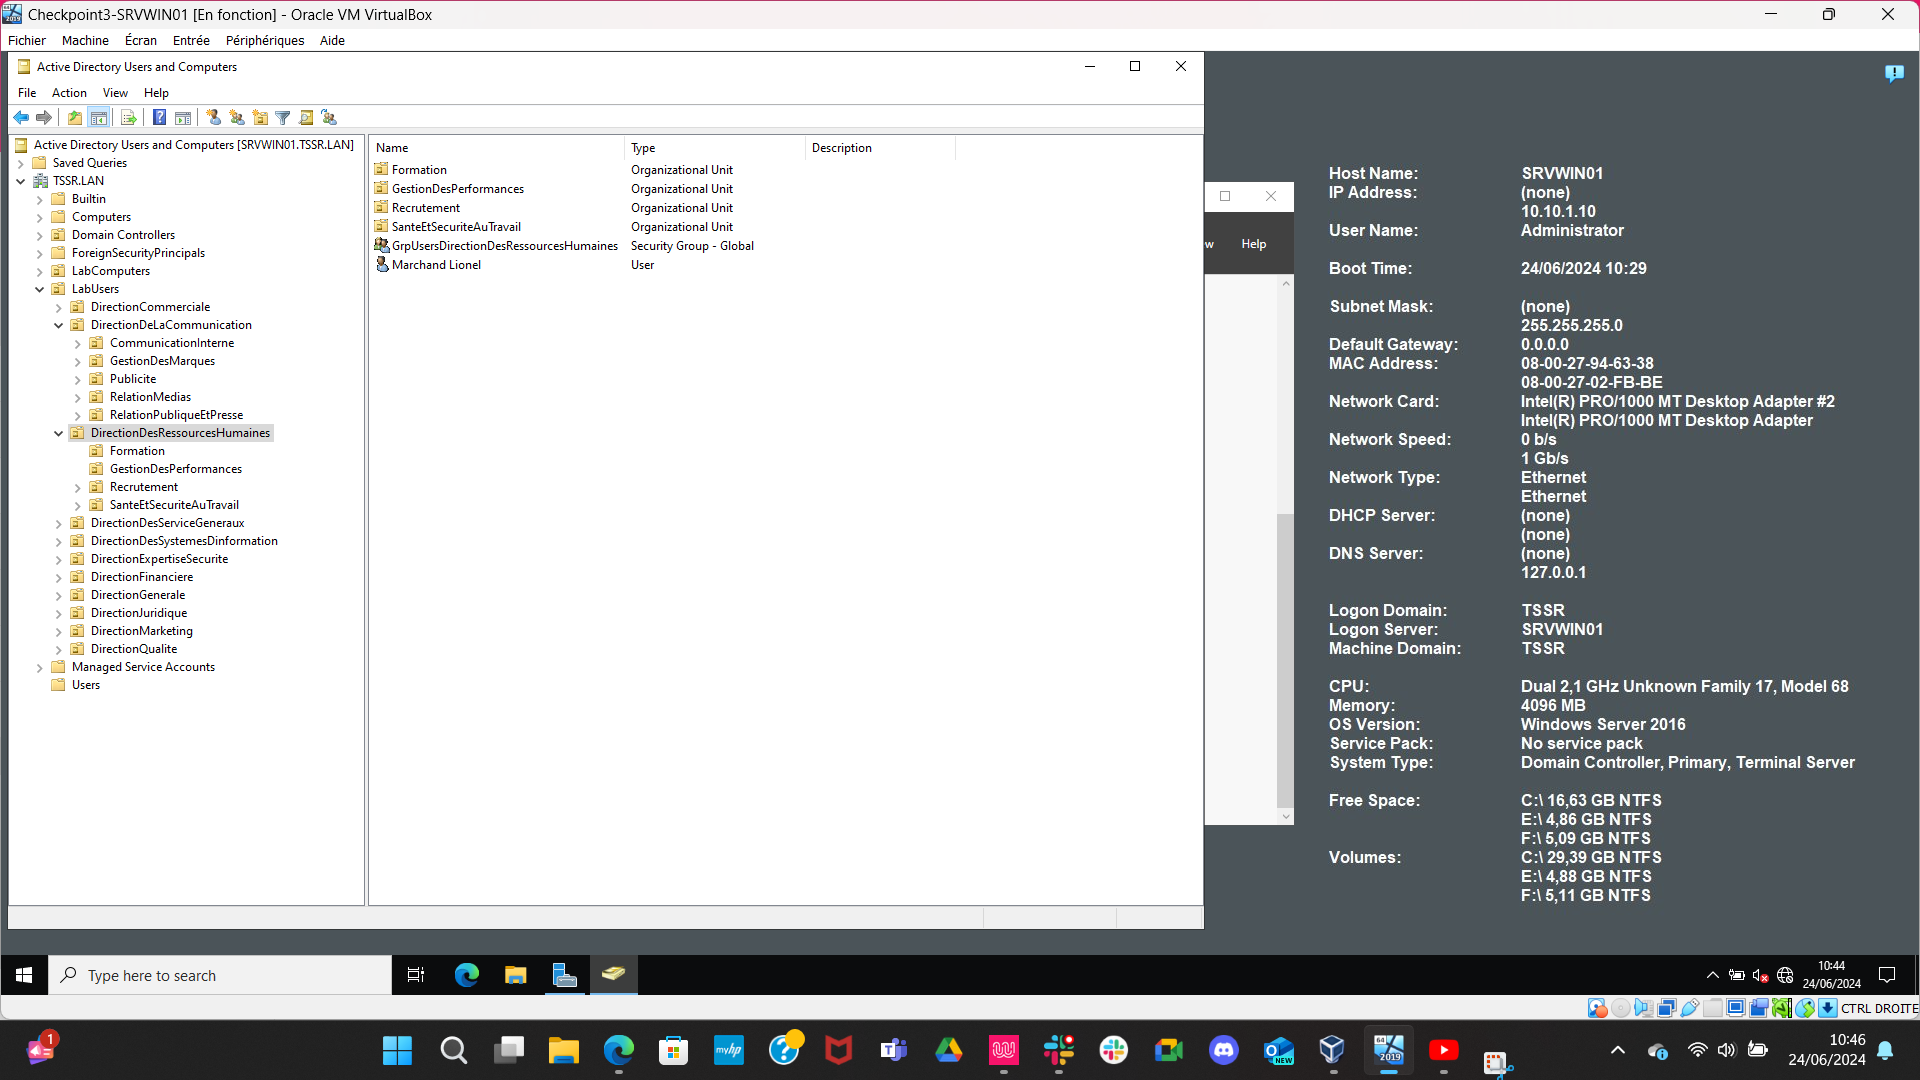 Checkpoint3-SRVWIN01 [En fonction] - Oracle VM VirtualBox
Fichier Machine Écran Entrée Périphériques Aide
Active Directory Users and Computers
File Action View Help
Active Directory Users and Computers [SRVWIN01.TSSR.LAN]
Saved Queries
TSSR.LAN
Builtin
Computers
Domain Controllers
ForeignSecurityPrincipals
LabComputers
LabUsers
DirectionCommerciale
DirectionDeLaCommunication
CommunicationInterne
GestionDesMarques
Publicite
RelationMedias
RelationPubliqueEtPresse
DirectionDesRessourcesHumaines
Formation
GestionDesPerformances
Recrutement
SanteEtSecuriteAuTravail
DirectionDesServiceGeneraux
DirectionDesSystemesDinformation
DirectionExpertiseSecurite
DirectionFinanciere
DirectionGenerale
DirectionJuridique
DirectionMarketing
DirectionQualite
Managed Service Accounts
Users
Name Type Description
Formation Organizational Unit
GestionDesPerformances Organizational Unit
Recrutement Organizational Unit
SanteEtSecuriteAuTravail Organizational Unit
GrpUsersDirectionDesRessourcesHumaines Security Group - Global
Marchand Lionel User
w Help
Host Name: SRVWIN01
IP Address: (none)
10.10.1.10
User Name: Administrator
Boot Time: 24/06/2024 10:29
Subnet Mask: (none)
255.255.255.0
Default Gateway: 0.0.0.0
MAC Address: 08-00-27-94-63-38
08-00-27-02-FB-BE
Network Card: Intel(R) PRO/1000 MT Desktop Adapter #2
Intel(R) PRO/1000 MT Desktop Adapter
Network Speed: 0 b/s
1 Gb/s
Network Type: Ethernet
Ethernet
DHCP Server: (none)
(none)
DNS Server: (none)
127.0.0.1
Logon Domain: TSSR
Logon Server: SRVWIN01
Machine Domain: TSSR
CPU: Dual 2,1 GHz Unknown Family 17, Model 68
Memory: 4096 MB
OS Version: Windows Server 2016
Service Pack: No service pack
System Type: Domain Controller, Primary, Terminal Server
Free Space: C:\ 16,63 GB NTFS
E:\ 4,86 GB NTFS
F:\ 5,09 GB NTFS
Volumes: C:\ 29,39 GB NTFS
E:\ 4,88 GB NTFS
F:\ 5,11 GB NTFS
Type here to search
10:44
24/06/2024
CTRL DROITE
1
myhp
NEW
64
2019
10:46
24/06/2024